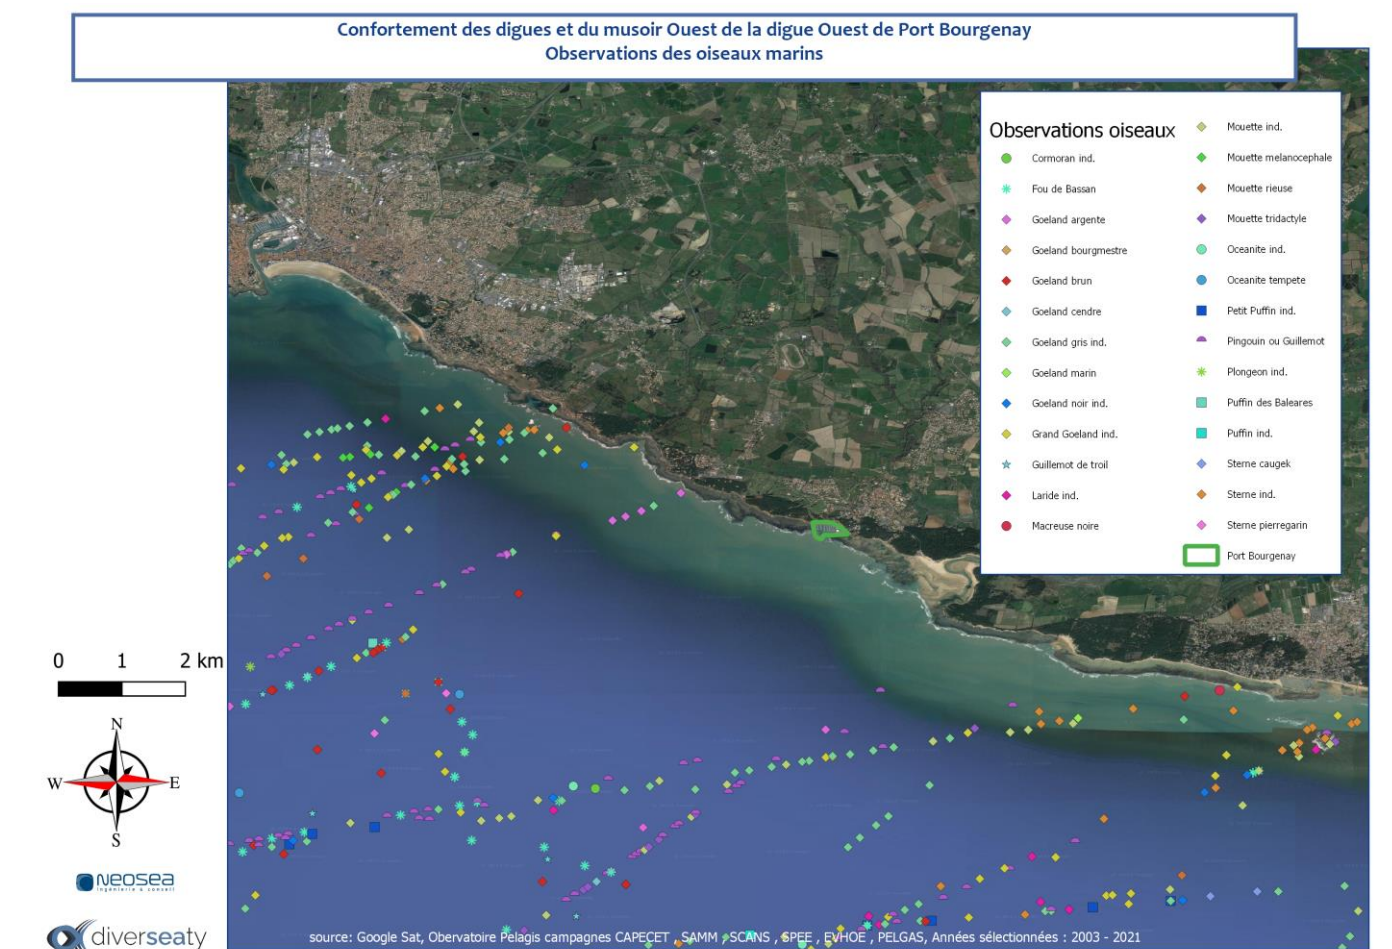 Confortement des digues et du musoir Ouest de la digue Ouest de Port Bourgenay
Observations des oiseaux marins
Observations oiseaux
Cormoran ind.
Fou de Bassan
Goeland argente
Goeland bourgmestre
Goeland brun
Goeland cendre
Goeland gris ind.
Goeland marin
Goeland noir ind.
Grand Goeland ind.
Guillemot de troil
Laride ind.
Macreuse noire
Mouette ind.
Mouette melanocephale
Mouette rieuse
Mouette tridactyle
Oceanite ind.
Oceanite tempete
Petit Puffin ind.
Pingouin ou Guillemot
Plongeon ind.
Puffin des Baleares
Puffin ind.
Sterne caugek
Sterne ind.
Sterne pierregarin
Port Bourgenay
0 1 2 km
N
W E
S
neosea
ingénierie & conseil
diverseaty
source: Google Sat, Obervatoire Pelagis campagnes CAPECET , SAMM , SCANS , SPEE , EVHOE , PELGAS, Années sélectionnées : 2003 - 2021